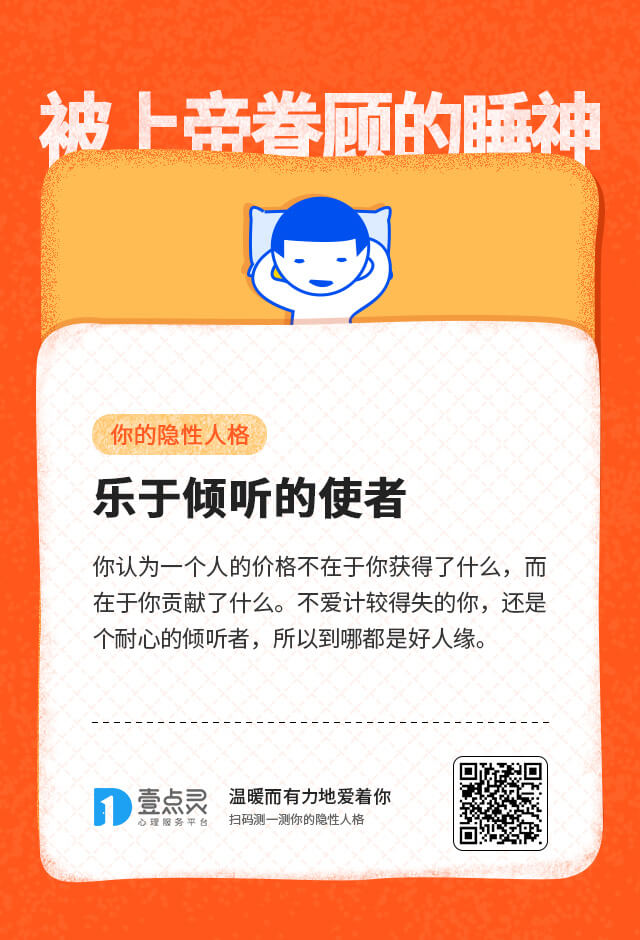 被上帝眷顾的睡神
你的隐性人格
乐于倾听的使者
你认为一个人的价格不在于你获得了什么，而
在于你贡献了什么。不爱计较得失的你，还是
个耐心的倾听者，所以到哪都是好人缘。
壹点灵
心理服务平台
温暖而有力地爱着你
扫码测一测你的隐性人格